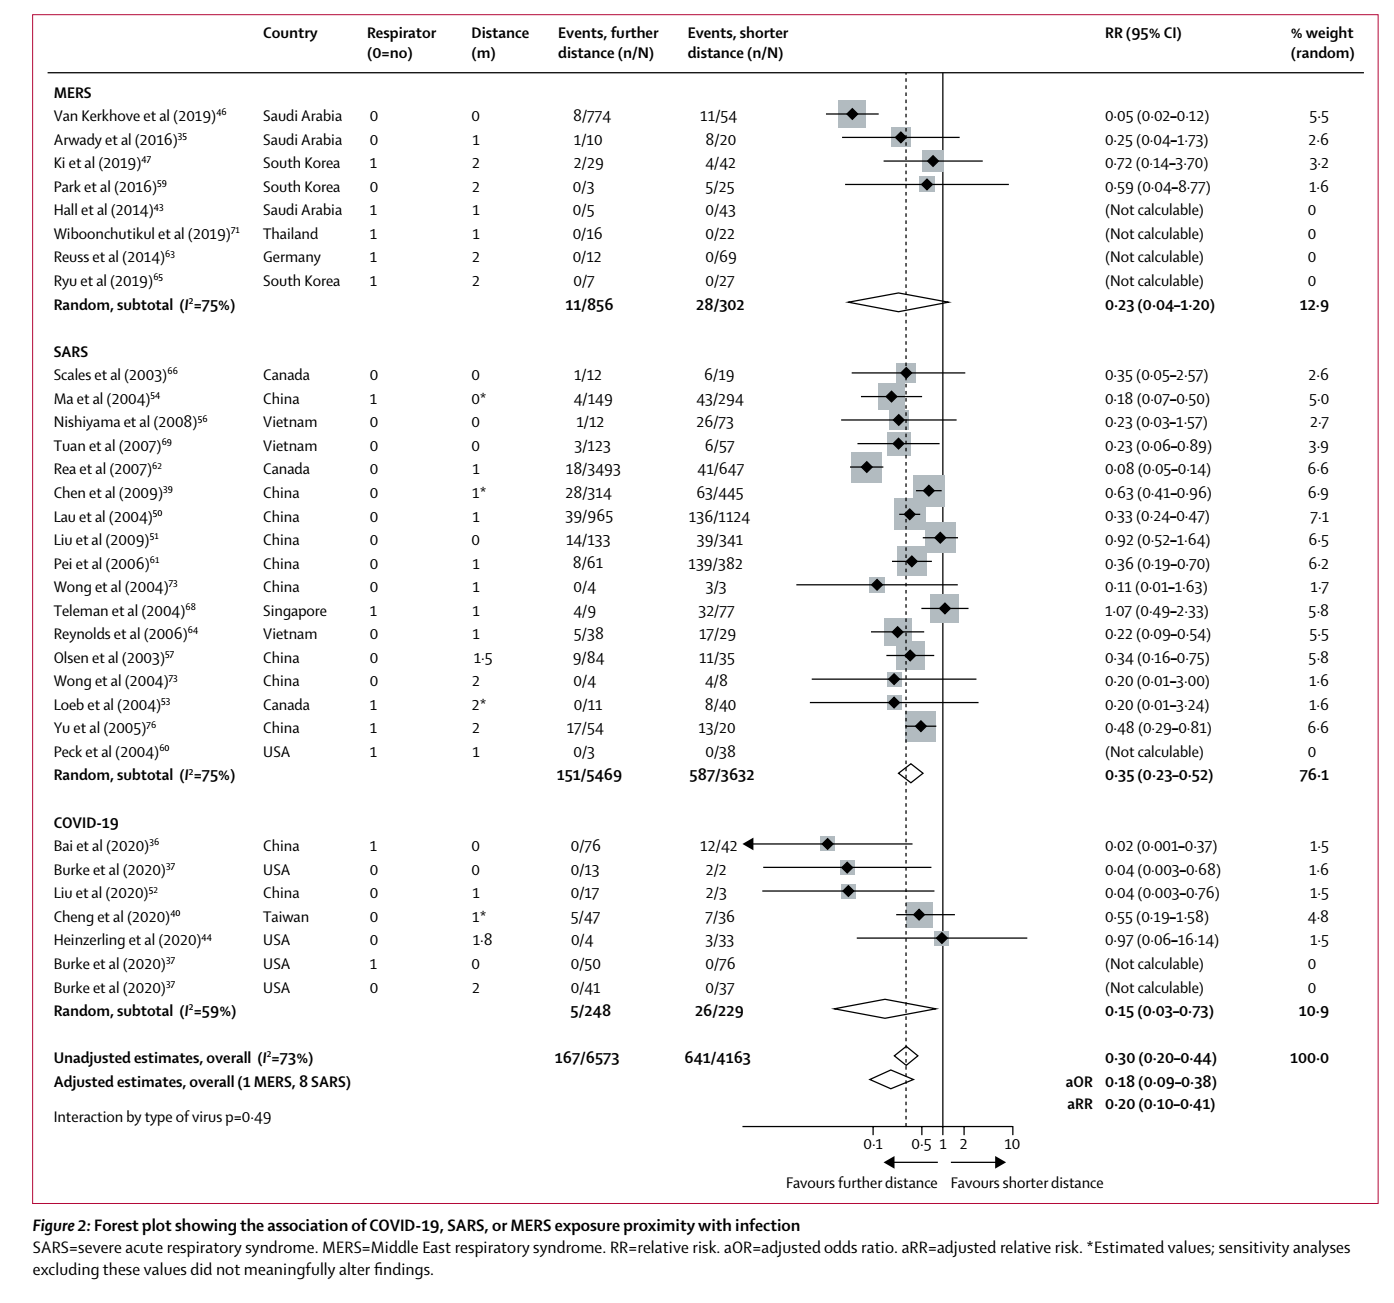 Country Respirator (0=no) Distance (m) Events, further distance (n/N) Events, shorter distance (n/N) RR (95% CI) % weight (random)
MERS
Van Kerkhove et al (2019)⁴⁶ Saudi Arabia 0 0 8/774 11/54 0·05 (0·02–0·12) 5·5
Arwady et al (2016)³⁵ Saudi Arabia 0 1 1/10 8/20 0·25 (0·04–1·73) 2·6
Ki et al (2019)⁴⁷ South Korea 1 2 2/29 4/42 0·72 (0·14–3·70) 3·2
Park et al (2016)⁵⁹ South Korea 0 2 0/3 5/25 0·59 (0·04–8·77) 1·6
Hall et al (2014)⁴³ Saudi Arabia 1 1 0/5 0/43 (Not calculable) 0
Wiboonchutikul et al (2019)⁷¹ Thailand 1 1 0/16 0/22 (Not calculable) 0
Reuss et al (2014)⁶³ Germany 1 2 0/12 0/69 (Not calculable) 0
Ryu et al (2019)⁶⁵ South Korea 1 2 0/7 0/27 (Not calculable) 0
Random, subtotal (I²=75%) 11/856 28/302 0·23 (0·04–1·20) 12·9
SARS
Scales et al (2003)⁶⁶ Canada 0 0 1/12 6/19 0·35 (0·05–2·57) 2·6
Ma et al (2004)⁵⁴ China 1 0* 4/149 43/294 0·18 (0·07–0·50) 5·0
Nishiyama et al (2008)⁵⁶ Vietnam 0 0 1/12 26/73 0·23 (0·03–1·57) 2·7
Tuan et al (2007)⁶⁹ Vietnam 0 0 3/123 6/57 0·23 (0·06–0·89) 3·9
Rea et al (2007)⁶² Canada 0 1 18/3493 41/647 0·08 (0·05–0·14) 6·6
Chen et al (2009)³⁹ China 0 1* 28/314 63/445 0·63 (0·41–0·96) 6·9
Lau et al (2004)⁵⁰ China 0 1 39/965 136/1124 0·33 (0·24–0·47) 7·1
Liu et al (2009)⁵¹ China 0 0 14/133 39/341 0·92 (0·52–1·64) 6·5
Pei et al (2006)⁶¹ China 0 1 8/61 139/382 0·36 (0·19–0·70) 6·2
Wong et al (2004)⁷³ China 0 1 0/4 3/3 0·11 (0·01–1·63) 1·7
Teleman et al (2004)⁶⁸ Singapore 1 1 4/9 32/77 1·07 (0·49–2·33) 5·8
Reynolds et al (2006)⁶⁴ Vietnam 0 1 5/38 17/29 0·22 (0·09–0·54) 5·5
Olsen et al (2003)⁵⁷ China 0 1·5 9/84 11/35 0·34 (0·16–0·75) 5·8
Wong et al (2004)⁷³ China 0 2 0/4 4/8 0·20 (0·01–3·00) 1·6
Loeb et al (2004)⁵³ Canada 1 2* 0/11 8/40 0·20 (0·01–3·24) 1·6
Yu et al (2005)⁷⁶ China 1 2 17/54 13/20 0·48 (0·29–0·81) 6·6
Peck et al (2004)⁶⁰ USA 1 1 0/3 0/38 (Not calculable) 0
Random, subtotal (I²=75%) 151/5469 587/3632 0·35 (0·23–0·52) 76·1
COVID-19
Bai et al (2020)³⁶ China 1 0 0/76 12/42 0·02 (0·001–0·37) 1·5
Burke et al (2020)³⁷ USA 0 0 0/13 2/2 0·04 (0·003–0·68) 1·6
Liu et al (2020)⁵² China 0 1 0/17 2/3 0·04 (0·003–0·76) 1·5
Cheng et al (2020)⁴⁰ Taiwan 0 1* 5/47 7/36 0·55 (0·19–1·58) 4·8
Heinzerling et al (2020)⁴⁴ USA 0 1·8 0/4 3/33 0·97 (0·06–16·14) 1·5
Burke et al (2020)³⁷ USA 1 0 0/50 0/76 (Not calculable) 0
Burke et al (2020)³⁷ USA 0 2 0/41 0/37 (Not calculable) 0
Random, subtotal (I²=59%) 5/248 26/229 0·15 (0·03–0·73) 10·9
Unadjusted estimates, overall (I²=73%) 167/6573 641/4163 0·30 (0·20–0·44) 100·0
Adjusted estimates, overall (1 MERS, 8 SARS) aOR 0·18 (0·09–0·38)
aRR 0·20 (0·10–0·41)
Interaction by type of virus p=0·49
0·1 0·5 1 2 10
Favours further distance Favours shorter distance
Figure 2: Forest plot showing the association of COVID-19, SARS, or MERS exposure proximity with infection
SARS=severe acute respiratory syndrome. MERS=Middle East respiratory syndrome. RR=relative risk. aOR=adjusted odds ratio. aRR=adjusted relative risk. *Estimated values; sensitivity analyses
excluding these values did not meaningfully alter findings.